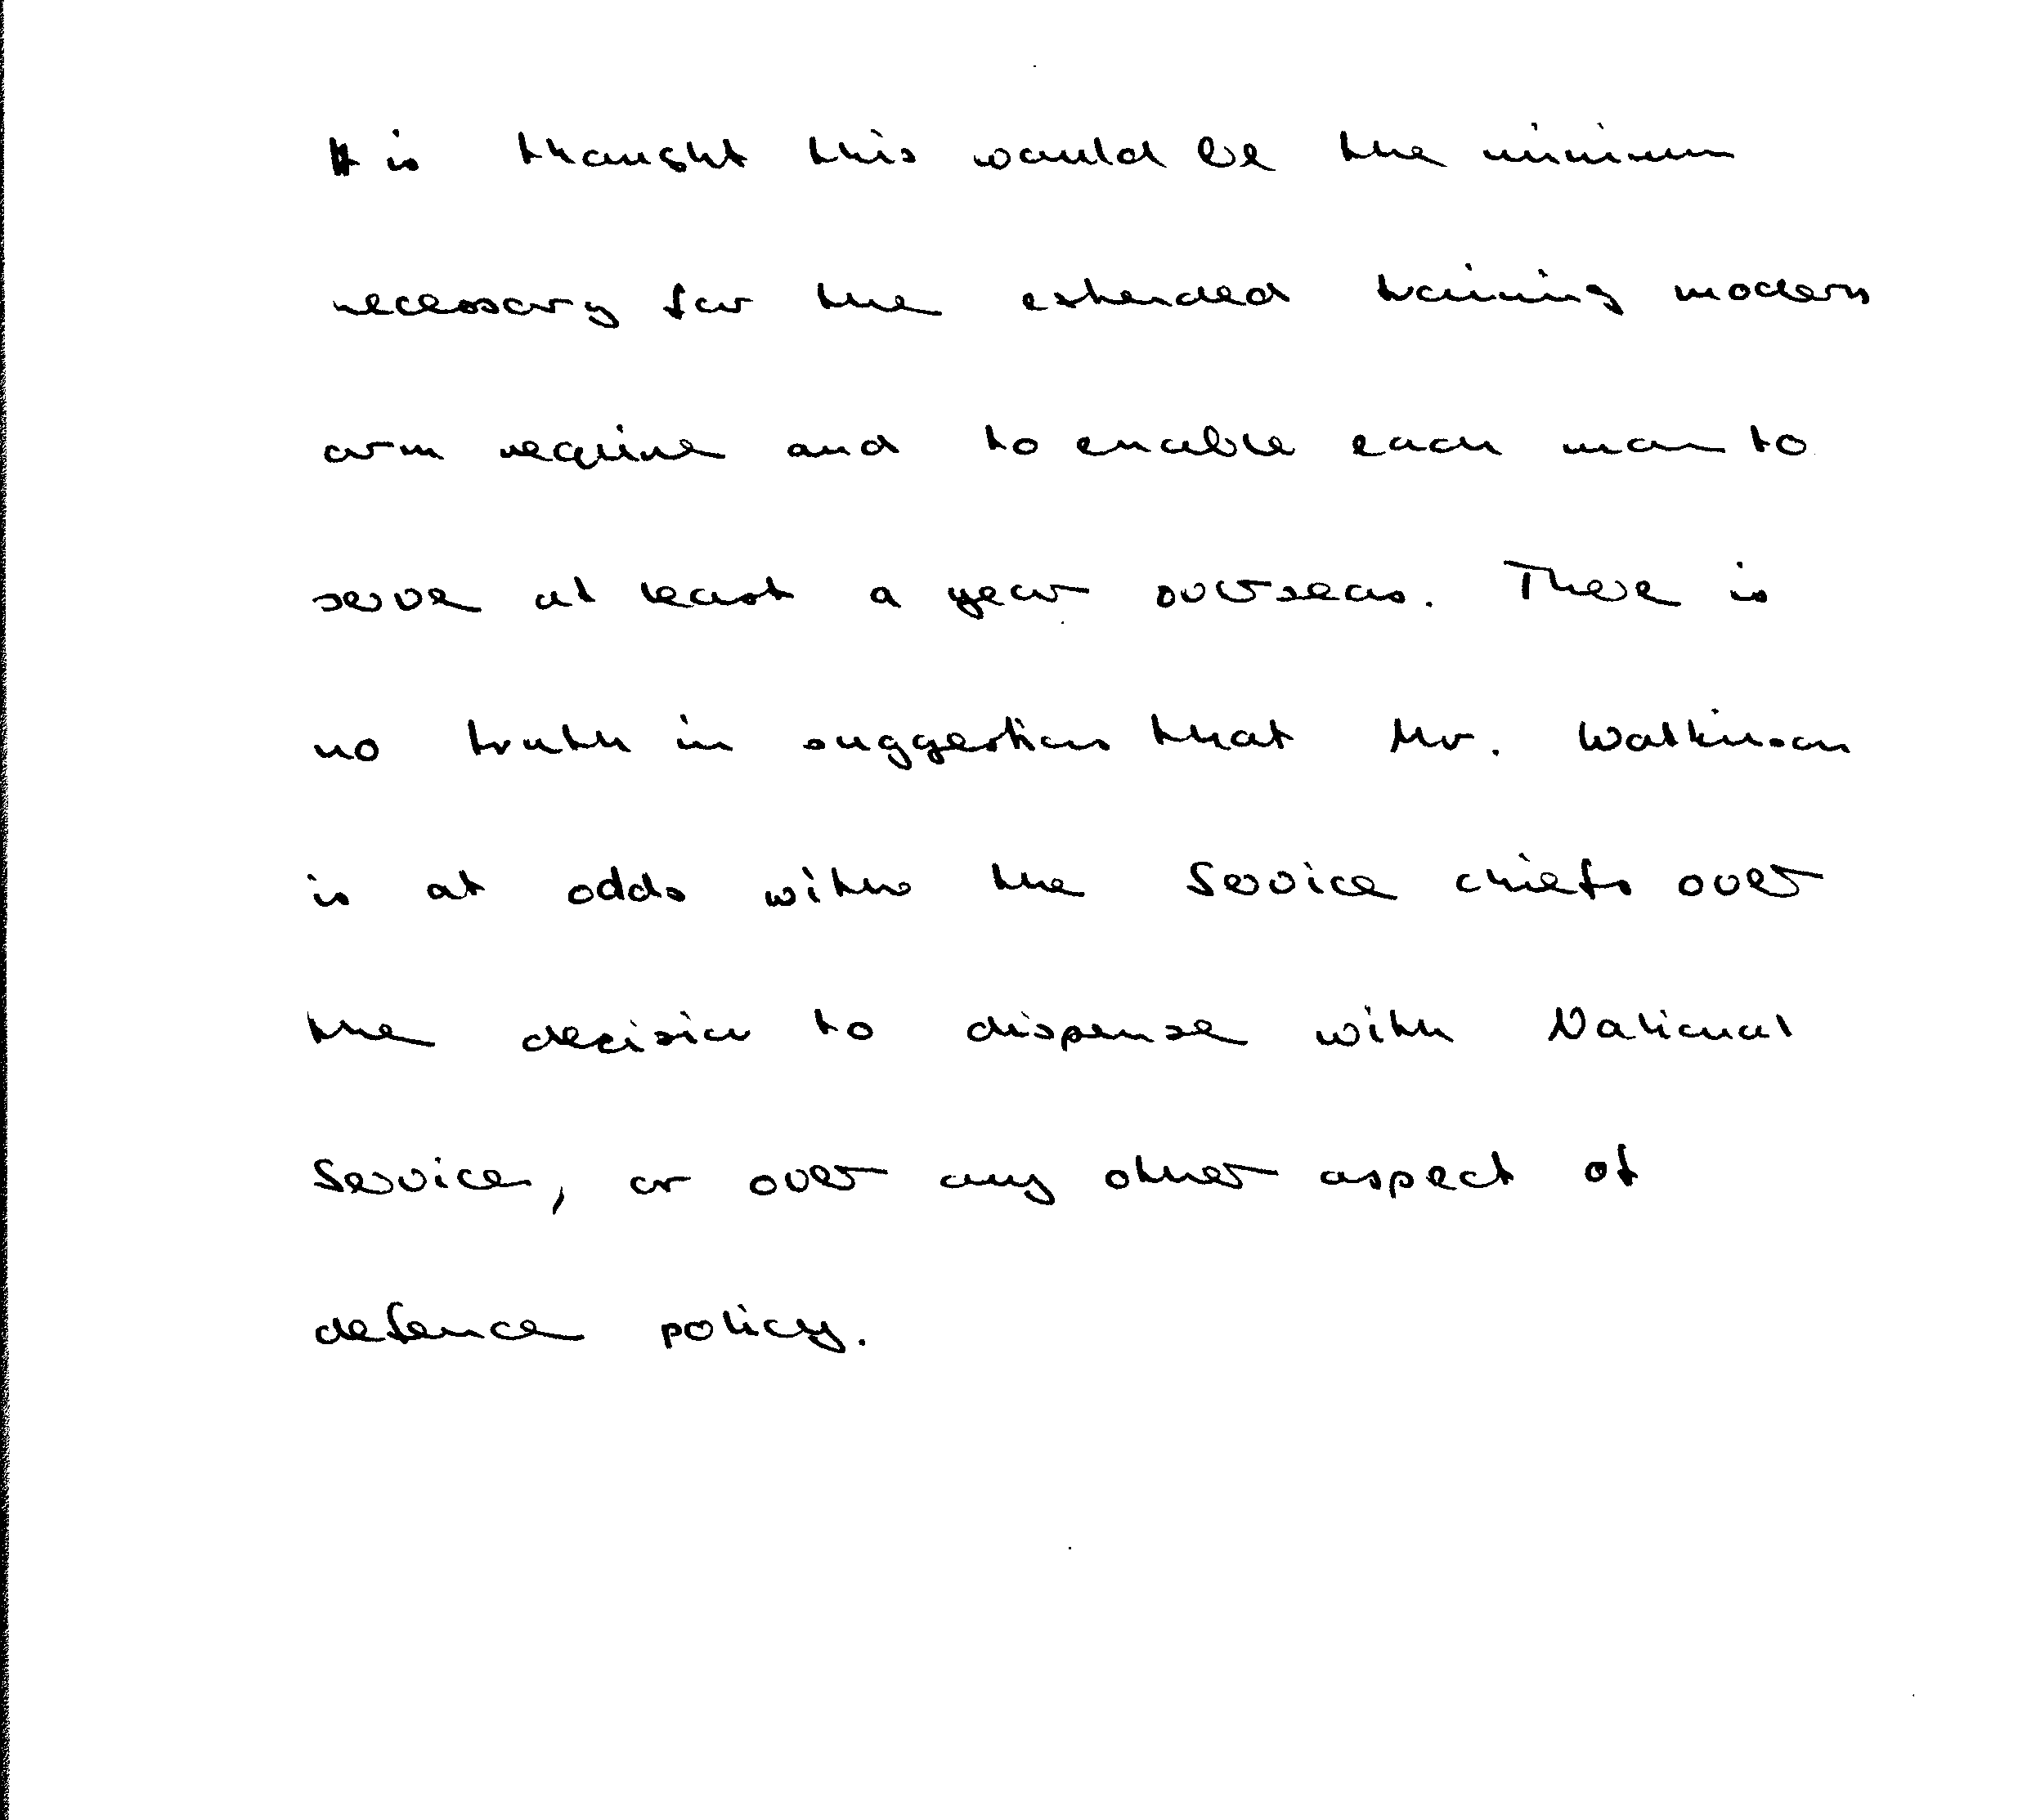 It is thought this would be the minimum
necessary for the extended training modern
arm require and to enable each man to
serve at least a year overseas. There is
no truth in suggestions that Mr. Watkinson
is at odds with the Service chiefs over
the decision to dispense with National
Service, or over any other aspect of
defence policy.